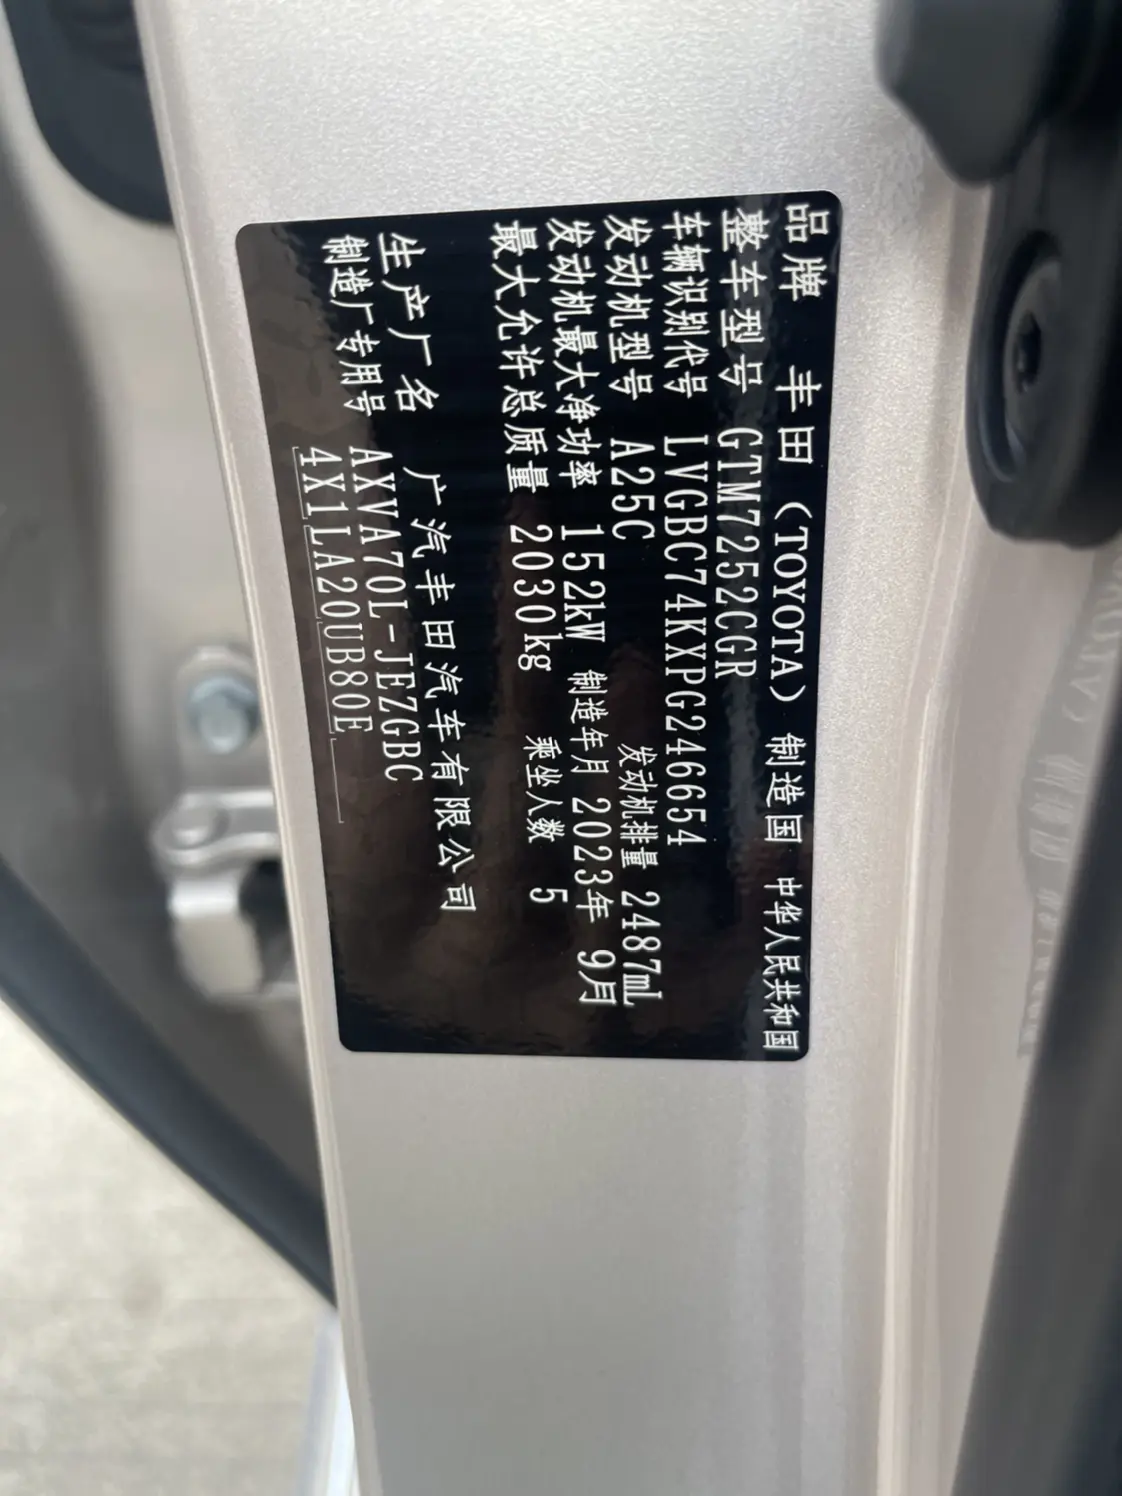 品牌 丰田 (TOYOTA) 制造国 中华人民共和国
整车型号 GTM7252CGR
车辆识别代号 LVGBC74KXPG246654
发动机型号 A25C 发动机排量 2487mL
发动机最大净功率 152kW 制造年月 2023年 9月
最大允许总质量 2030kg 乘坐人数 5
生产厂名 广汽丰田汽车有限公司
制造厂专用号 AXVA70L-JEZGBC
4X1LA20UB80E